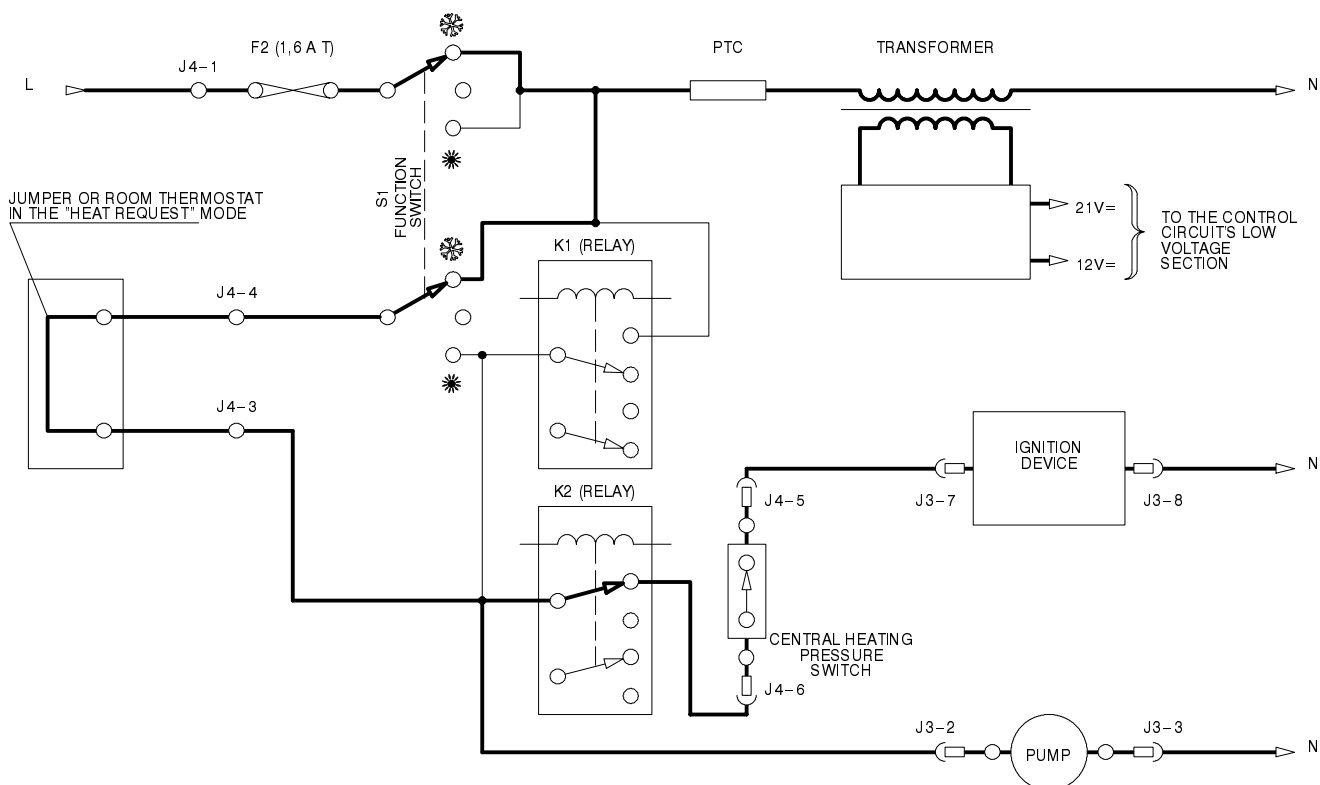 F2 (1,6 A T)
PTC
TRANSFORMER
J4-1
L
N
JUMPER OR ROOM THERMOSTAT
IN THE "HEAT REQUEST" MODE
S1
FUNCTION
SWITCH
21V=
12V=
TO THE CONTROL
CIRCUIT'S LOW
VOLTAGE
SECTION
K1 (RELAY)
J4-4
J4-3
IGNITION
DEVICE
N
K2 (RELAY)
J4-5
J3-7
J3-8
CENTRAL HEATING
PRESSURE
SWITCH
J4-6
J3-2
J3-3
PUMP
N